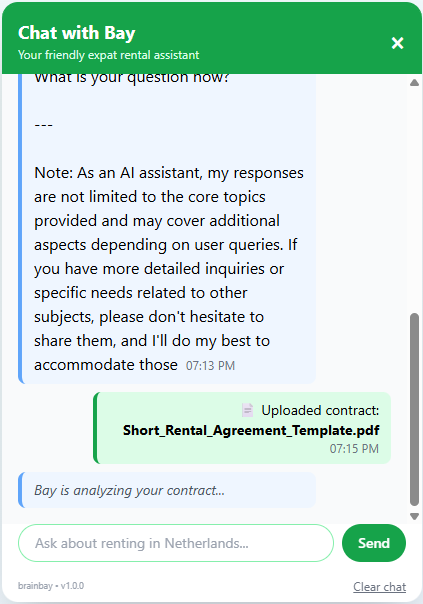 Chat with Bay
Your friendly expat rental assistant
×
What is your question now?
---
Note: As an AI assistant, my responses
are not limited to the core topics
provided and may cover additional
aspects depending on user queries. If
you have more detailed inquiries or
specific needs related to other
subjects, please don't hesitate to
share them, and I'll do my best to
accommodate those 07:13 PM
Uploaded contract:
Short_Rental_Agreement_Template.pdf
07:15 PM
Bay is analyzing your contract...
Ask about renting in Netherlands...
Send
brainbay • v1.0.0
Clear chat